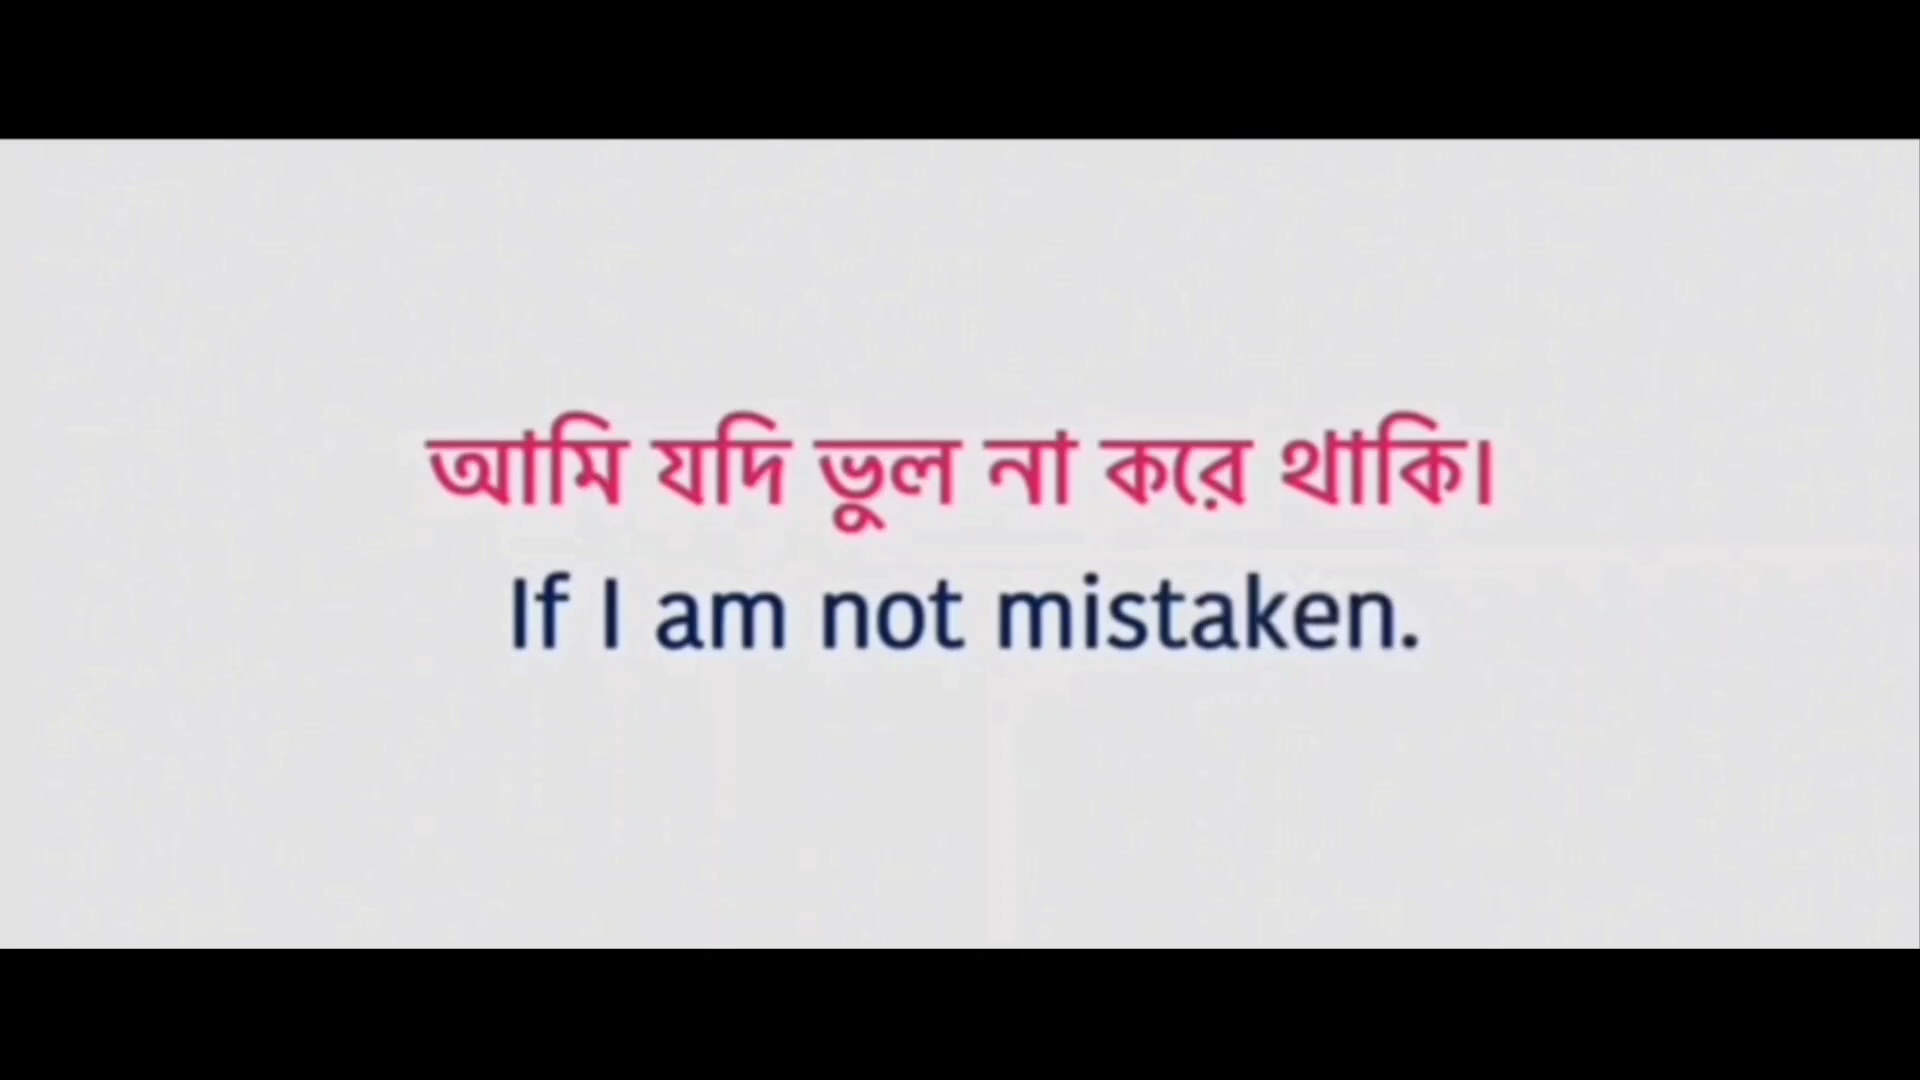 আমি যদি ভুল না করে থাকি।
If I am not mistaken.